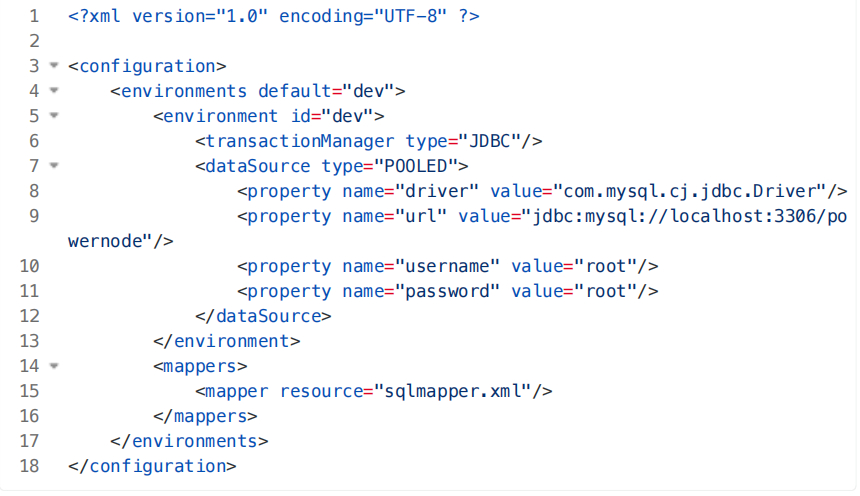 1 <?xml version="1.0" encoding="UTF-8" ?>
2
3 <configuration>
4     <environments default="dev">
5         <environment id="dev">
6             <transactionManager type="JDBC"/>
7             <dataSource type="POOLED">
8                 <property name="driver" value="com.mysql.cj.jdbc.Driver"/>
9                 <property name="url" value="jdbc:mysql://localhost:3306/po
wernode"/>
10                 <property name="username" value="root"/>
11                 <property name="password" value="root"/>
12             </dataSource>
13         </environment>
14         <mappers>
15             <mapper resource="sqlmapper.xml"/>
16         </mappers>
17     </environments>
18 </configuration>